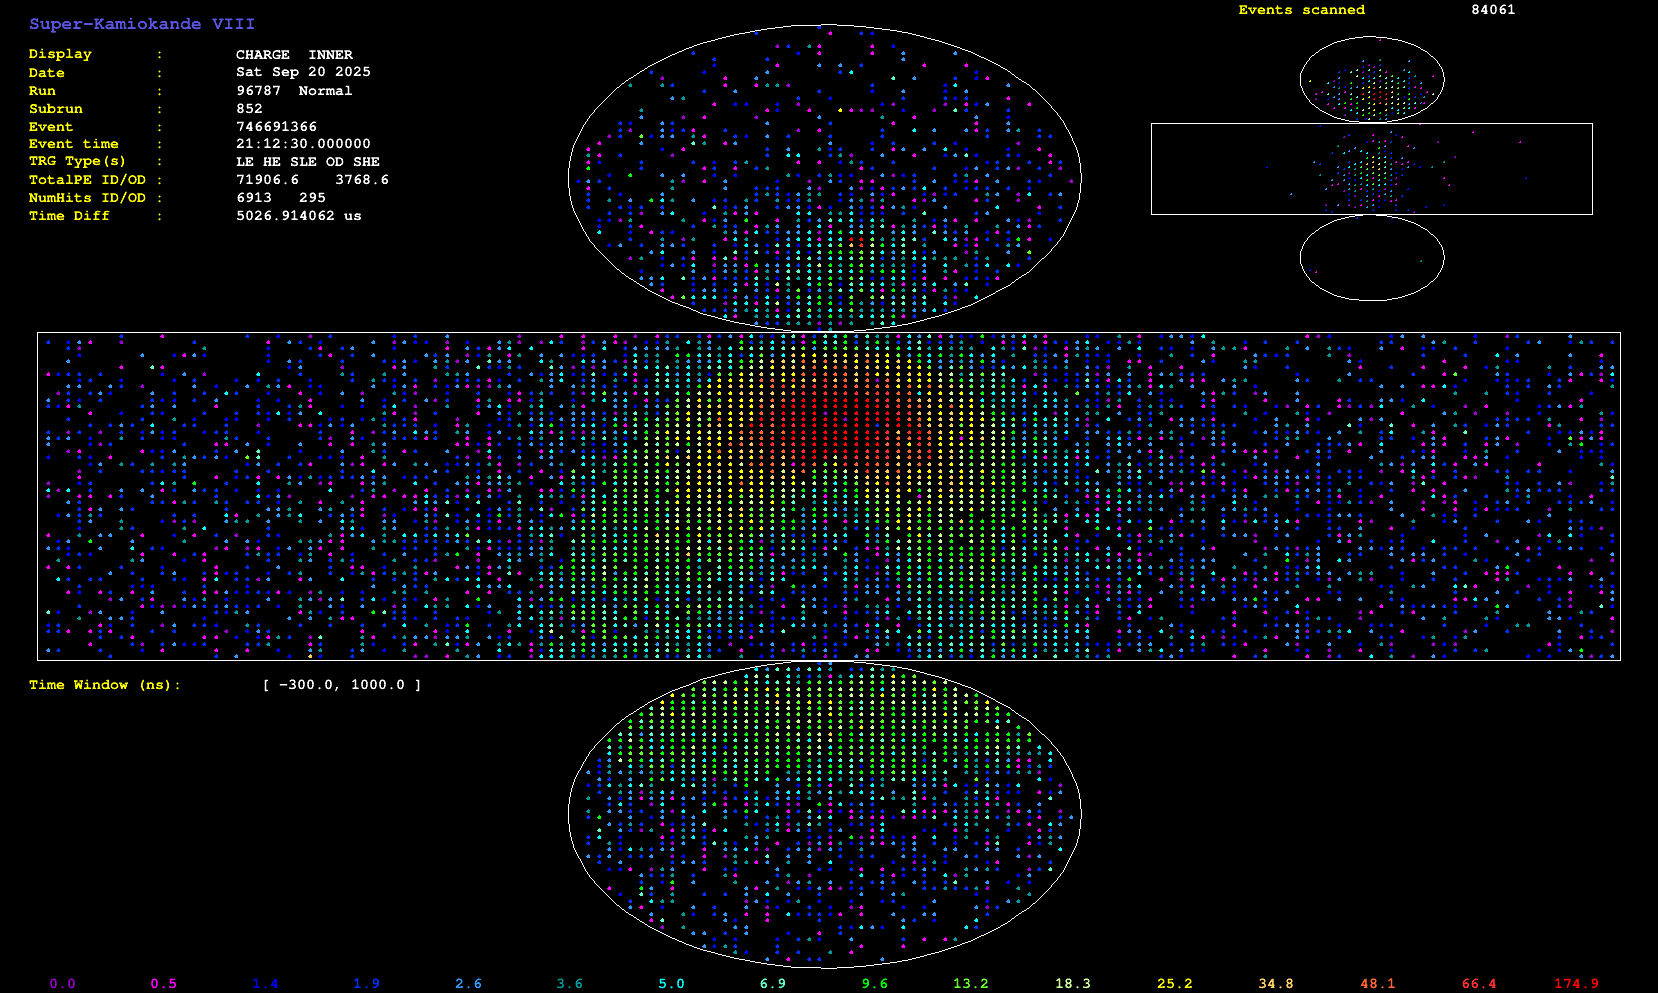 Super-Kamiokande VIII
Display : CHARGE INNER
Date : Sat Sep 20 2025
Run : 96787 Normal
Subrun : 852
Event : 746691366
Event time : 21:12:30.000000
TRG Type(s) : LE HE SLE OD SHE
TotalPE ID/OD : 71906.6 3768.6
NumHits ID/OD : 6913 295
Time Diff : 5026.914062 us
Events scanned 84061
Time Window (ns): [ -300.0, 1000.0 ]
0.0 0.5 1.4 1.9 2.6 3.6 5.0 6.9 9.6 13.2 18.3 25.2 34.8 48.1 66.4 174.9